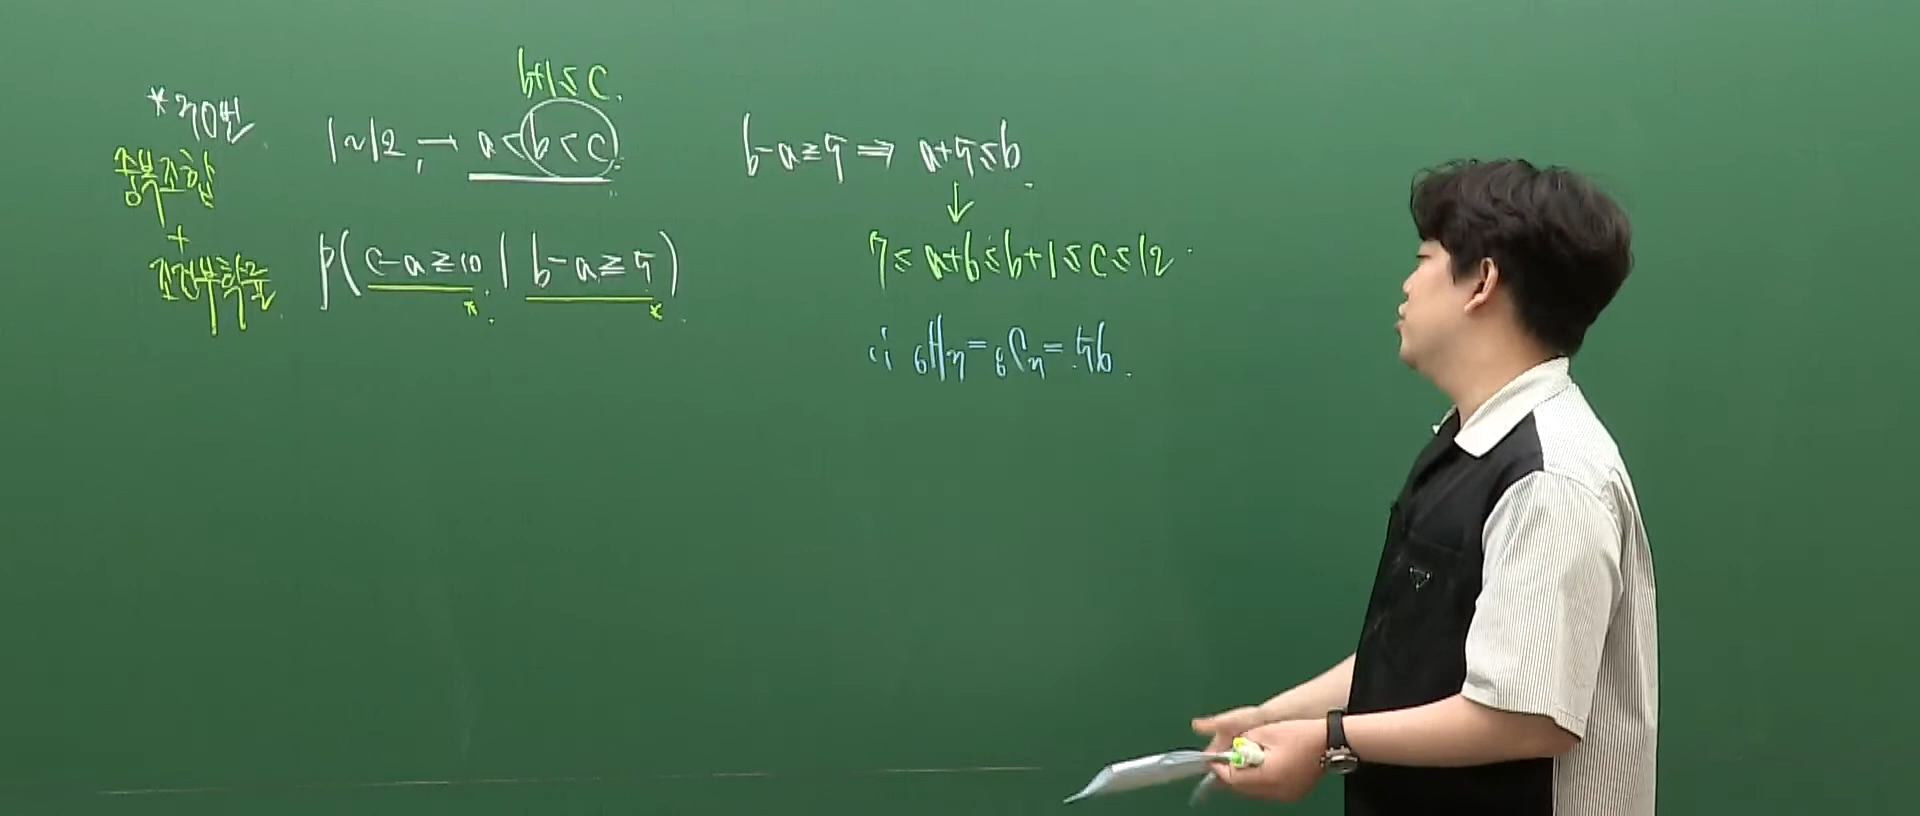 *30번
중복조합
+
조건부확률
b+1≤c.
1~12, → a<b<c.
P(c-a≥10 | b-a≥5)
b-a≥5 ⇒ a+5≤b.
↓
7≤a+6≤b+1≤c≤12
∴ ₆H₃=₈C₃=56.